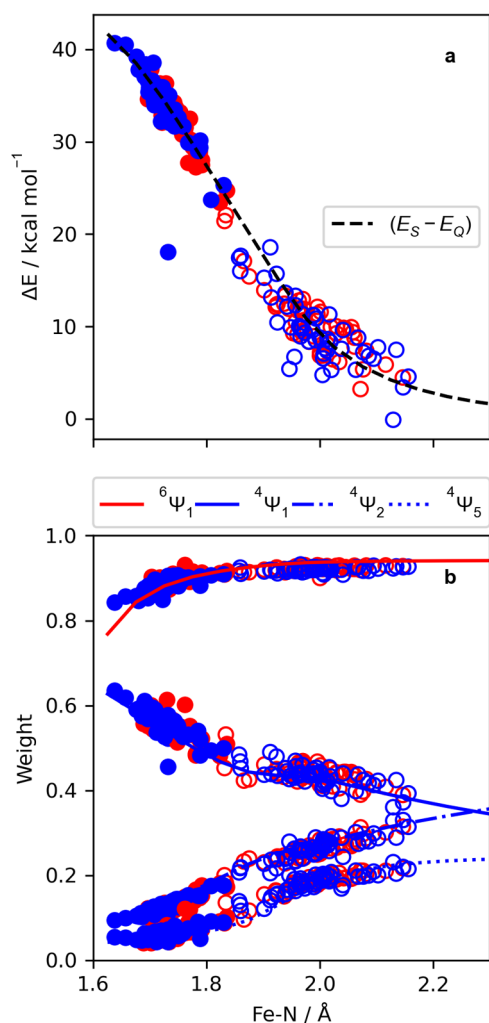 a
40
30
20
10
0
ΔE / kcal mol⁻¹
(E_S − E_Q)
⁶Ψ₁ ⁴Ψ₁ ⁴Ψ₂ ⁴Ψ₅
b
1.0
0.8
0.6
0.4
0.2
0.0
Weight
1.6 1.8 2.0 2.2
Fe-N / Å